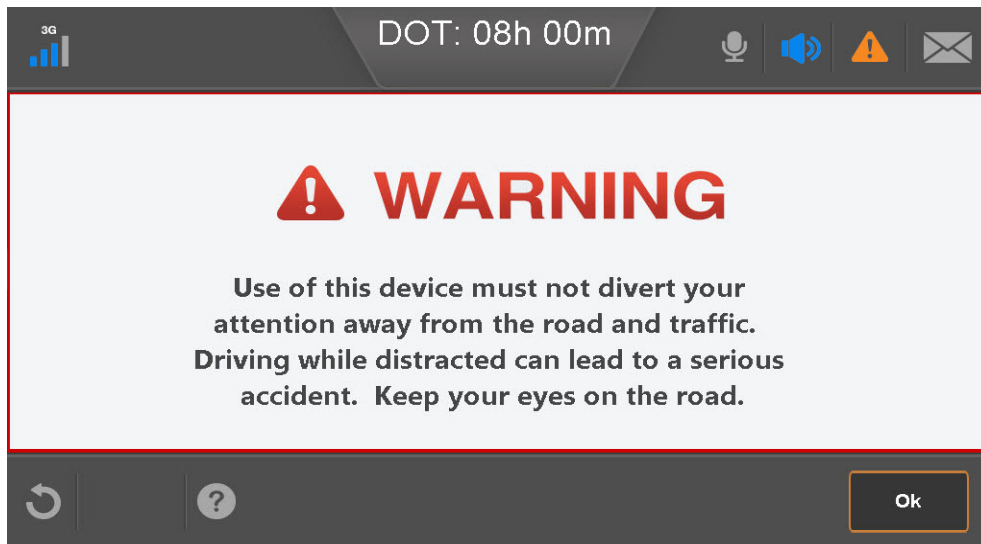 3G
DOT: 08h 00m
WARNING
Use of this device must not divert your
attention away from the road and traffic.
Driving while distracted can lead to a serious
accident.  Keep your eyes on the road.
Ok